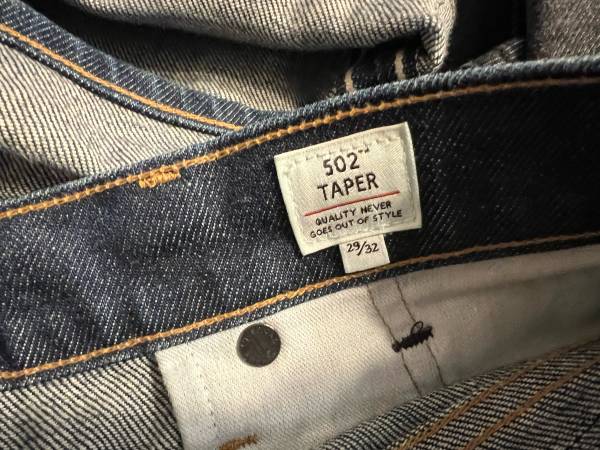 502™
TAPER
QUALITY NEVER
GOES OUT OF STYLE
29/32